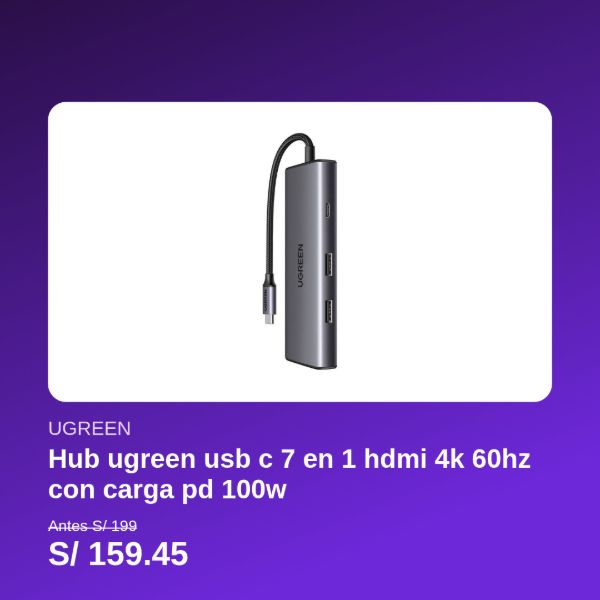 UGREEN
UGREEN
Hub ugreen usb c 7 en 1 hdmi 4k 60hz
con carga pd 100w
Antes S/ 199
S/ 159.45